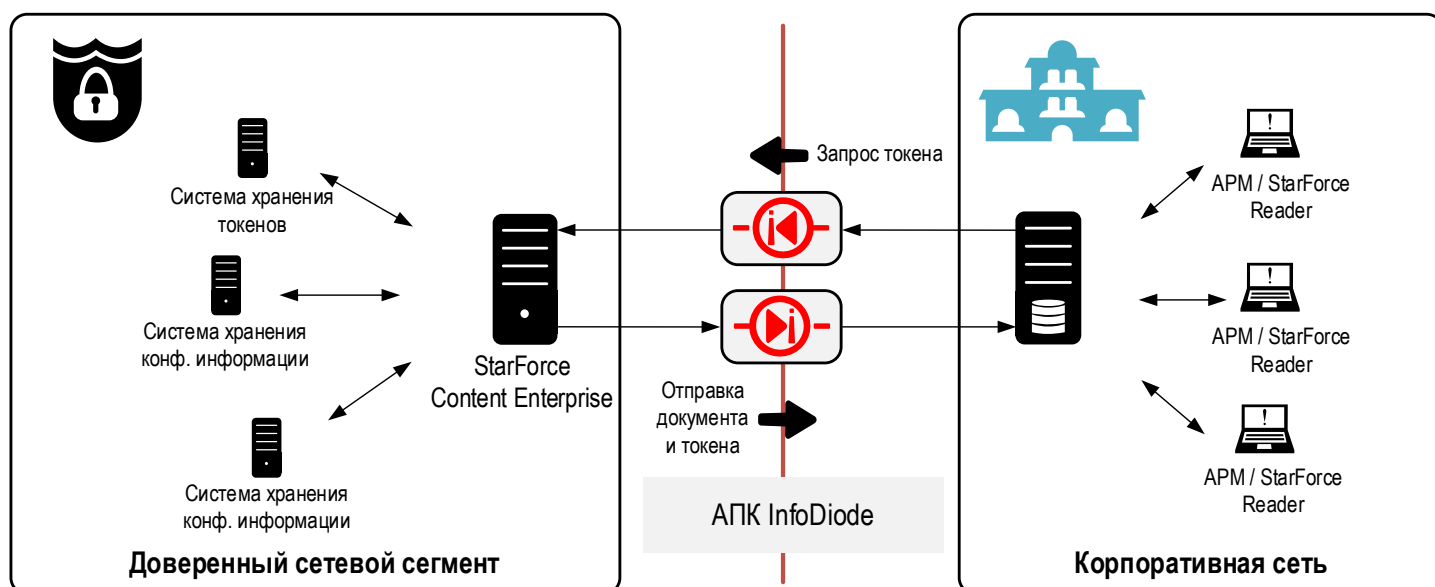 Система хранения
токенов
Система хранения
конф. информации
Система хранения
конф. информации
StarForce
Content Enterprise
Доверенный сетевой сегмент
Запрос токена
Отправка
документа
и токена
АПК InfoDiode
АРМ / StarForce
Reader
АРМ / StarForce
Reader
АРМ / StarForce
Reader
Корпоративная сеть